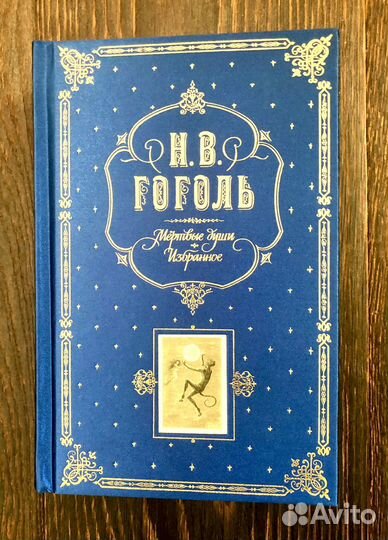 Н. В.
ГОГОЛЬ
Мёртвые души
Избранное
Avito